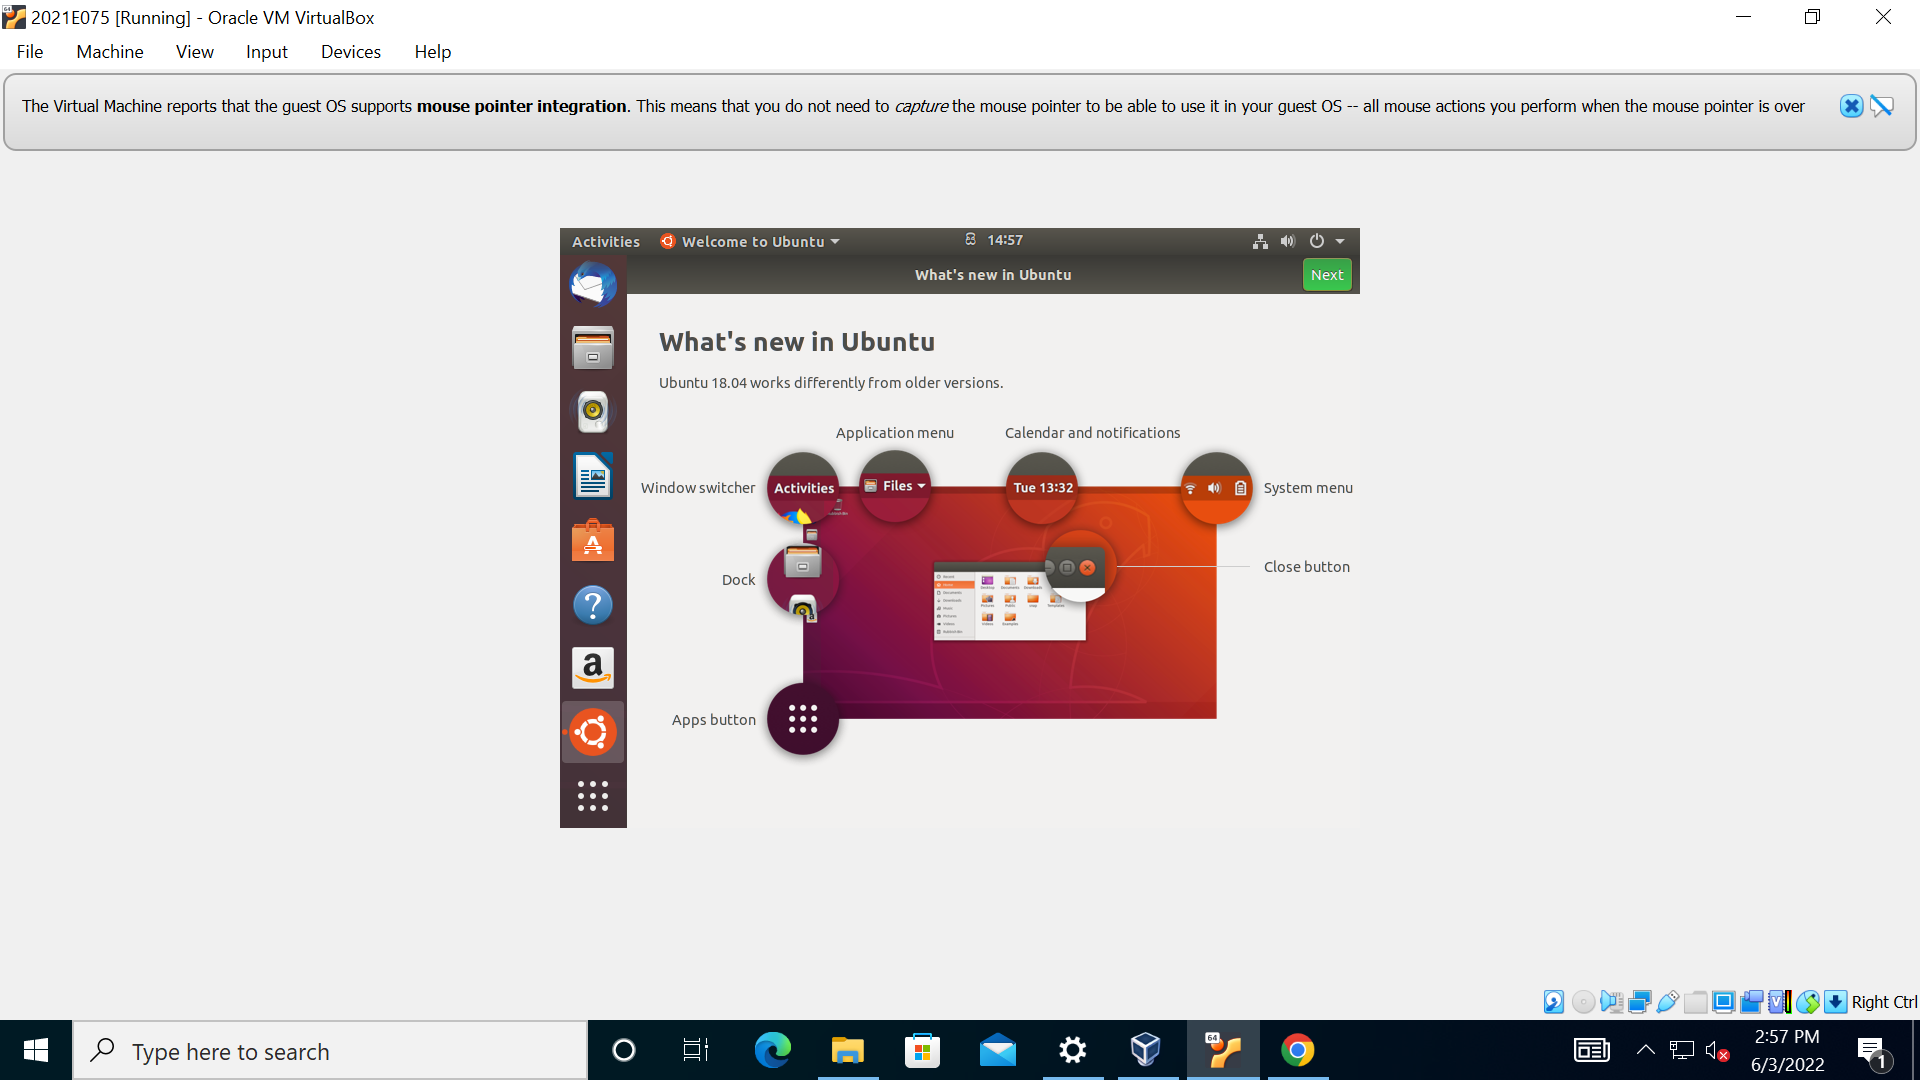 2021E075 [Running] - Oracle VM VirtualBox
File Machine View Input Devices Help
The Virtual Machine reports that the guest OS supports mouse pointer integration. This means that you do not need to capture the mouse pointer to be able to use it in your guest OS -- all mouse actions you perform when the mouse pointer is over
Activities Welcome to Ubuntu 14:57
What's new in Ubuntu Next
What's new in Ubuntu
Ubuntu 18.04 works differently from older versions.
Application menu Calendar and notifications
Window switcher Activities Files Tue 13:32 System menu
Close button
Dock
Apps button
Right Ctrl
Type here to search
64
2:57 PM
6/3/2022
1